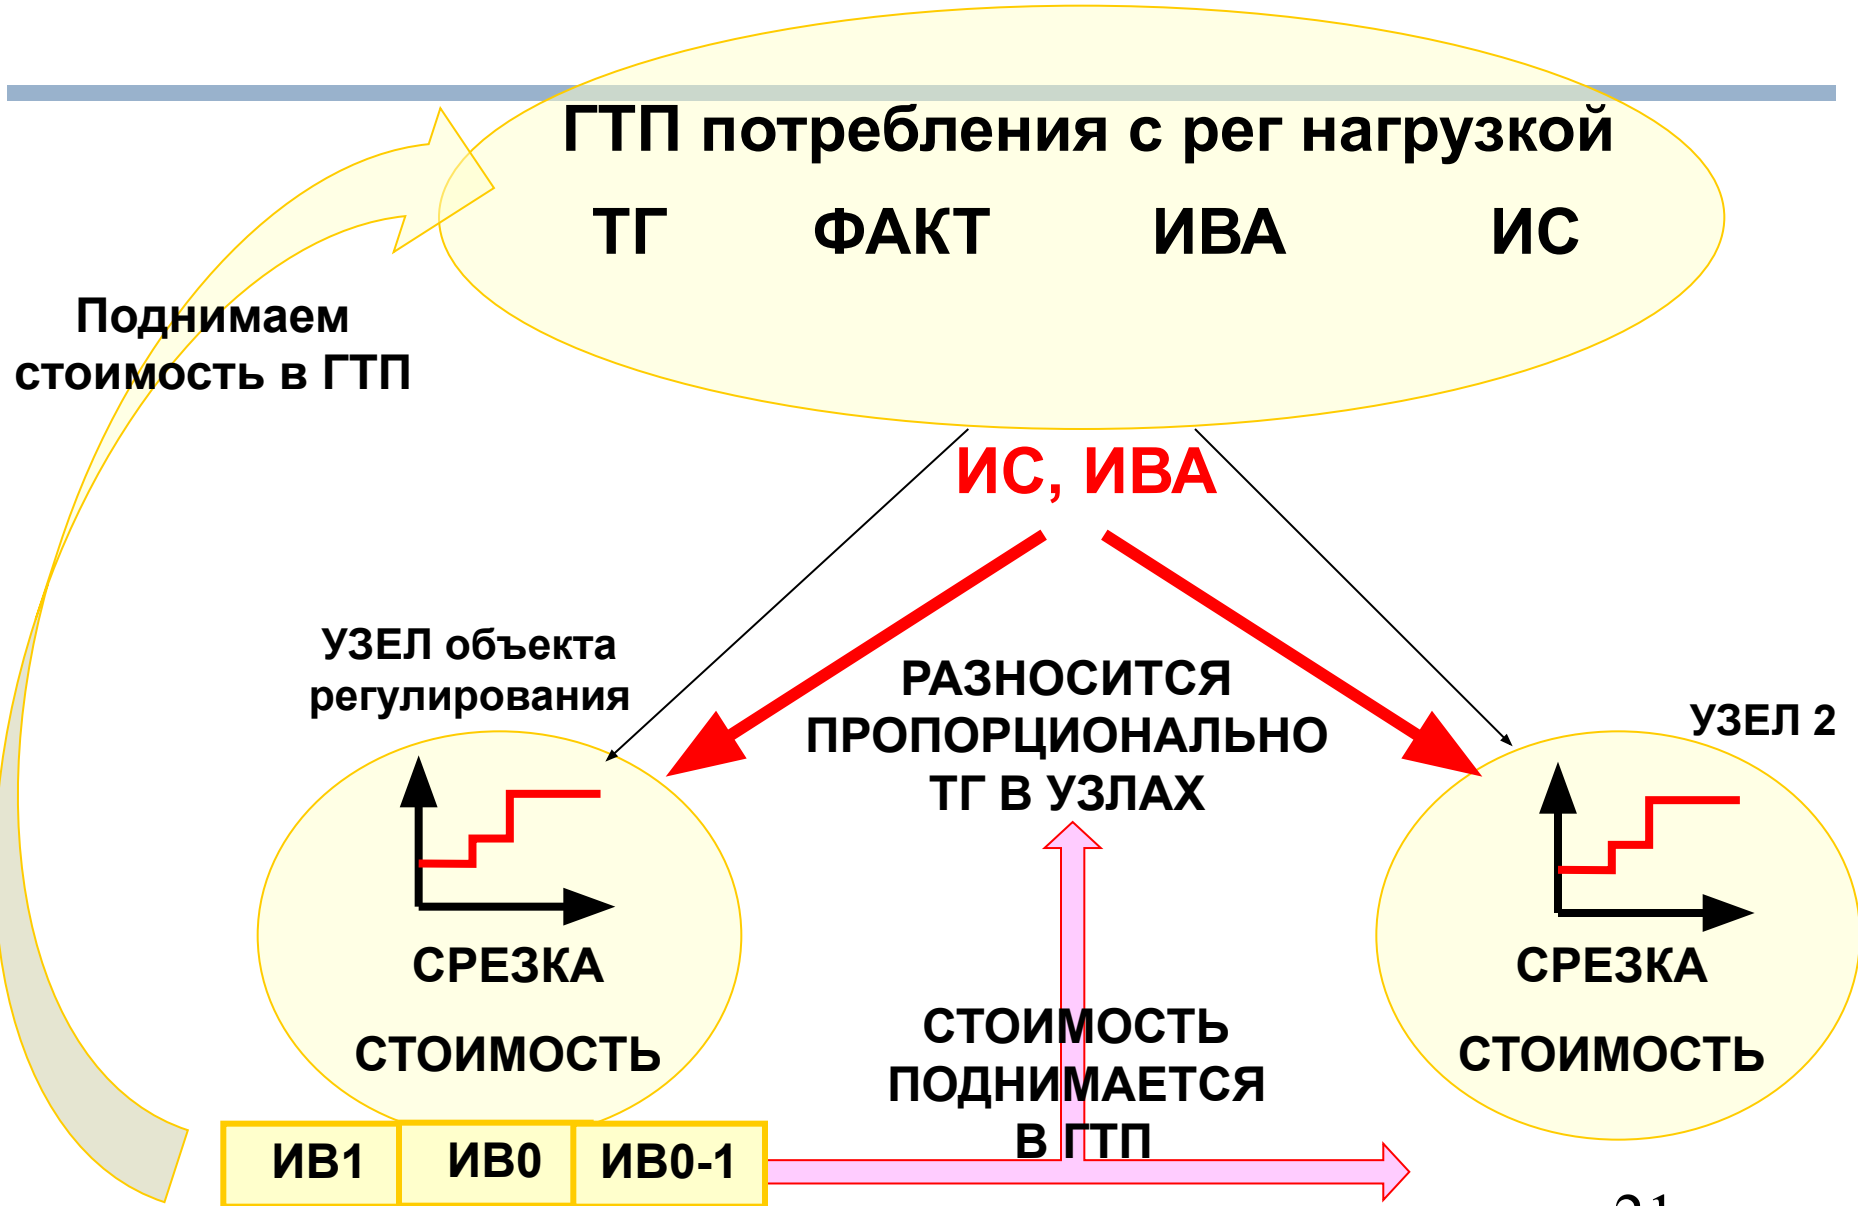 ГТП потребления с рег нагрузкой
ТГ ФАКТ ИВА ИС
Поднимаем
стоимость в ГТП
ИС, ИВА
УЗЕЛ объекта
регулирования
РАЗНОСИТСЯ
ПРОПОРЦИОНАЛЬНО
ТГ В УЗЛАХ
УЗЕЛ 2
СРЕЗКА
СТОИМОСТЬ
СТОИМОСТЬ
ПОДНИМАЕТСЯ
В ГТП
СРЕЗКА
СТОИМОСТЬ
ИВ1 ИВ0 ИВ0-1